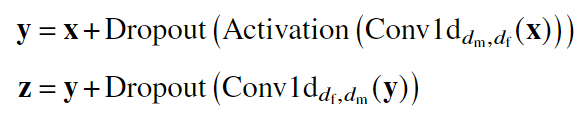 y = x + Dropout (Activation (Conv1d_{d_m,d_f}(x)))
z = y + Dropout (Conv1d_{d_f,d_m}(y))